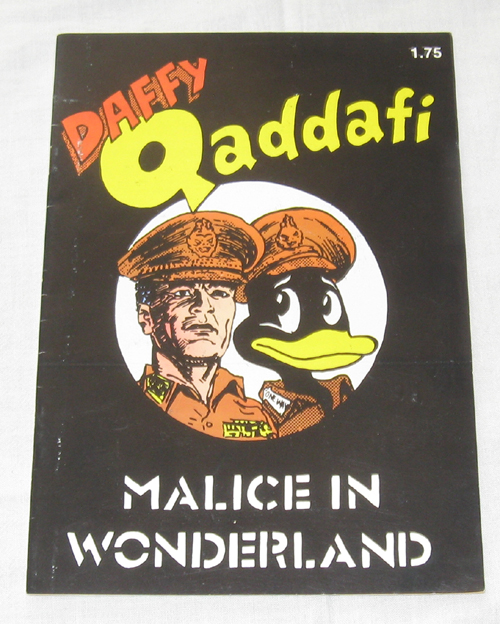 1.75
DAFFY
Qaddafi
MALICE IN
WONDERLAND